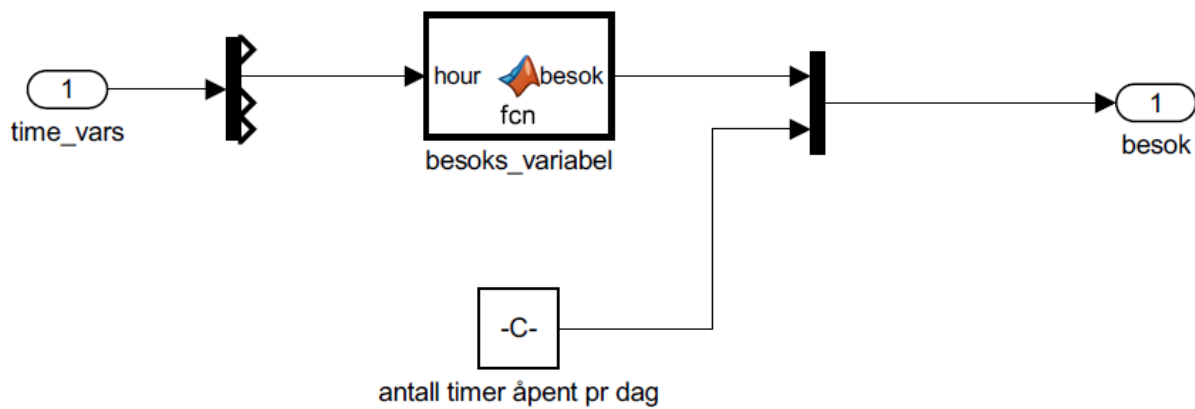 1
time_vars
hour
besok
fcn
besoks_variabel
1
besok
-C-
antall timer åpent pr dag